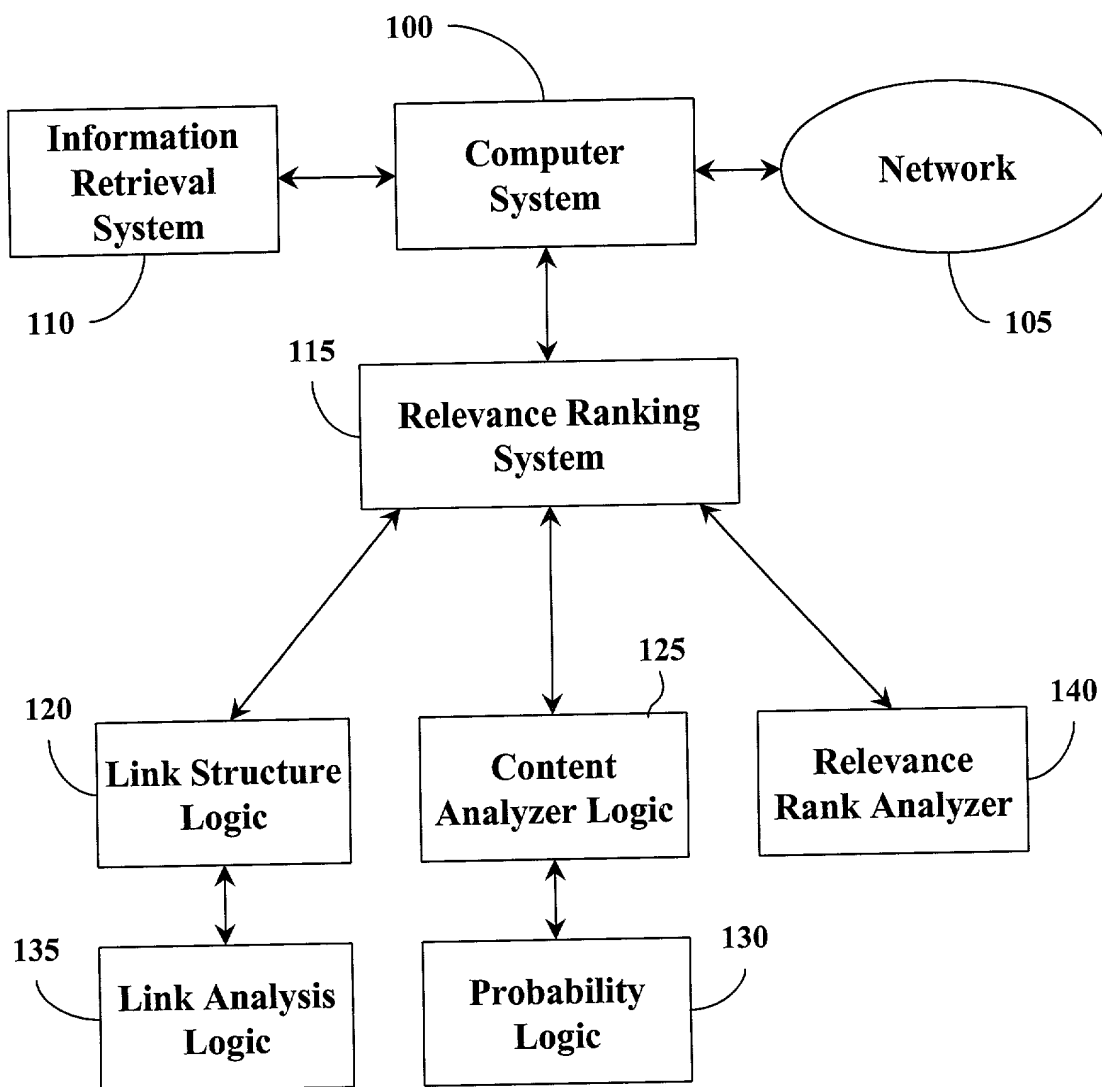 100
Information
Retrieval
System
Computer
System
Network
110
105
115
Relevance Ranking
System
125
120
140
Link Structure
Logic
Content
Analyzer Logic
Relevance
Rank Analyzer
135
130
Link Analysis
Logic
Probability
Logic